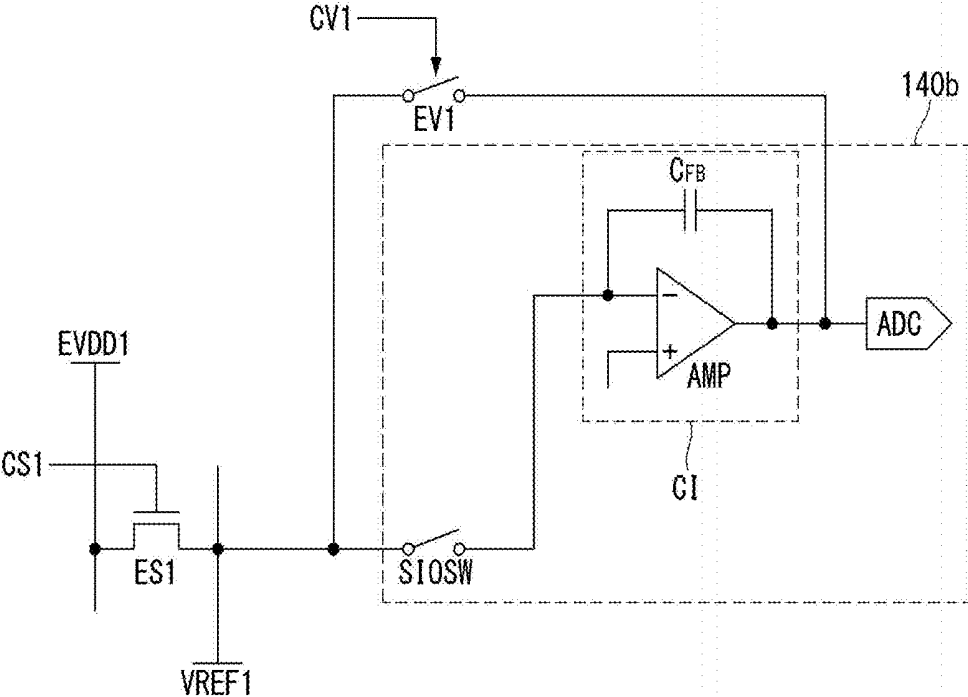 CV1
EV1
140b
CFB
−
+
AMP
ADC
EVDD1
CS1
CI
ES1
SIOSW
VREF1